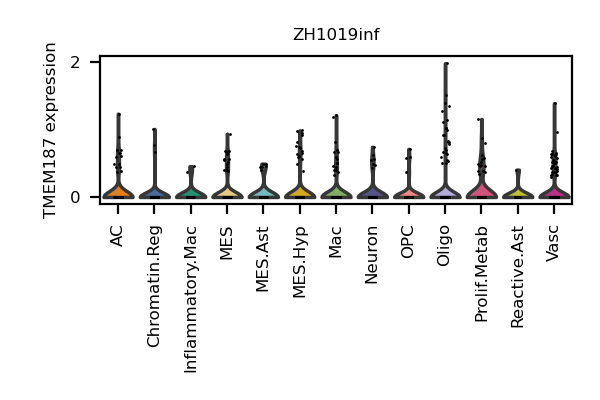 ZH1019inf
TMEM187 expression
2
0
AC
Chromatin.Reg
Inflammatory.Mac
MES
MES.Ast
MES.Hyp
Mac
Neuron
OPC
Oligo
Prolif.Metab
Reactive.Ast
Vasc